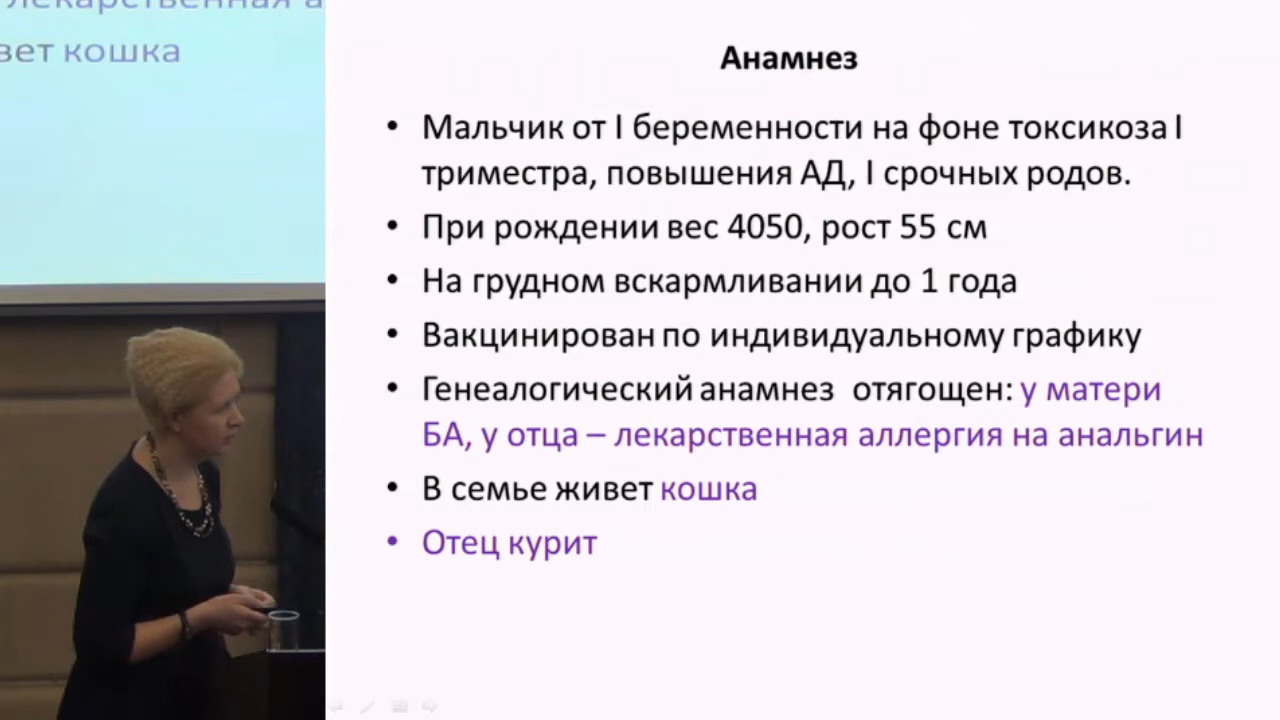 лекарственная а
вет кошка
Анамнез
• Мальчик от I беременности на фоне токсикоза I
триместра, повышения АД, I срочных родов.
• При рождении вес 4050, рост 55 см
• На грудном вскармливании до 1 года
• Вакцинирован по индивидуальному графику
• Генеалогический анамнез отягощен: у матери
БА, у отца – лекарственная аллергия на анальгин
• В семье живет кошка
• Отец курит